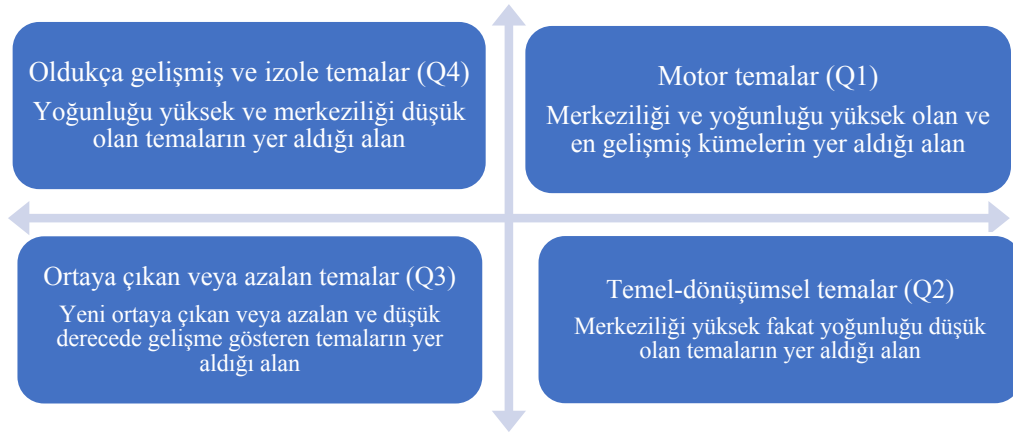 Oldukça gelişmiş ve izole temalar (Q4)
Yoğunluğu yüksek ve merkeziliği düşük
olan temaların yer aldığı alan
Motor temalar (Q1)
Merkeziliği ve yoğunluğu yüksek olan ve
en gelişmiş kümelerin yer aldığı alan
Ortaya çıkan veya azalan temalar (Q3)
Yeni ortaya çıkan veya azalan ve düşük
derecede gelişme gösteren temaların yer
aldığı alan
Temel-dönüşümsel temalar (Q2)
Merkeziliği yüksek fakat yoğunluğu düşük
olan temaların yer aldığı alan